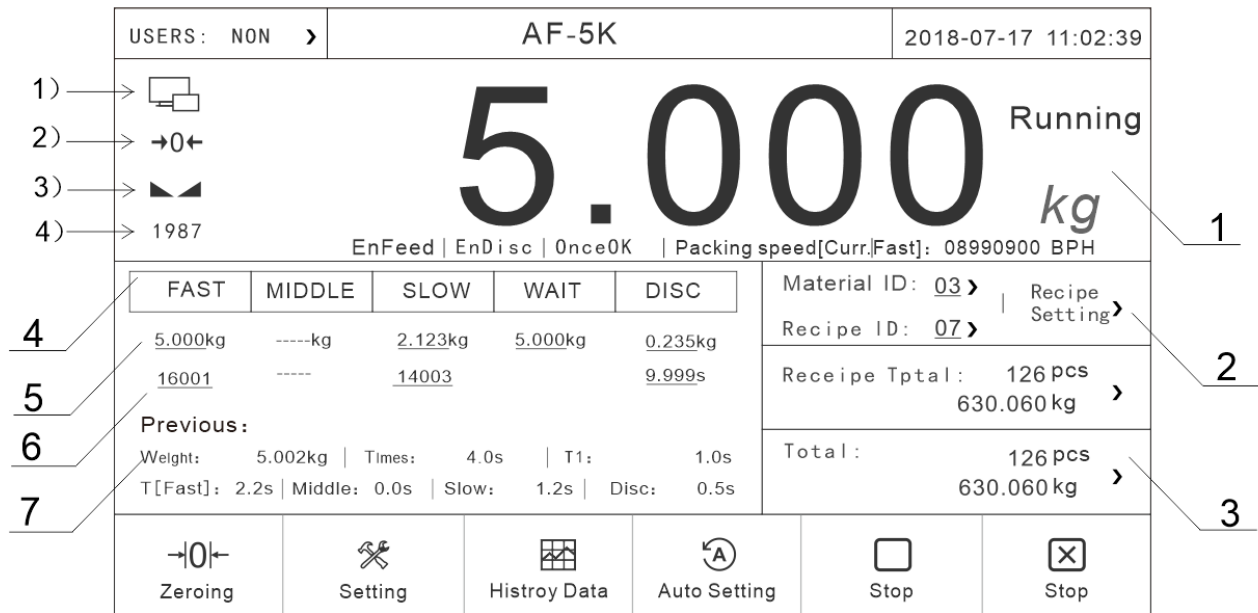 USERS: NON ❯ AF-5K 2018-07-17 11:02:39
1)
2) →0←
3)
4) 1987
5.000 Running
kg
1
EnFeed | EnDisc | OnceOK | Packing speed[Curr.|Fast]: 08990900 BPH
4
FAST MIDDLE SLOW WAIT DISC
5.000kg -----kg 2.123kg 5.000kg 0.235kg
5
16001 ----- 14003 9.999s
6
Previous:
Weight: 5.002kg | Times: 4.0s | T1: 1.0s
T[Fast]: 2.2s | Middle: 0.0s | Slow: 1.2s | Disc: 0.5s
7
Material ID: 03 ❯ | Recipe
Setting ❯
Recipe ID: 07 ❯
2
Receipe Tptal: 126 pcs
630.060 kg ❯
Total: 126 pcs
630.060 kg ❯
3
→|0|← A
Zeroing Setting Histroy Data Auto Setting Stop Stop